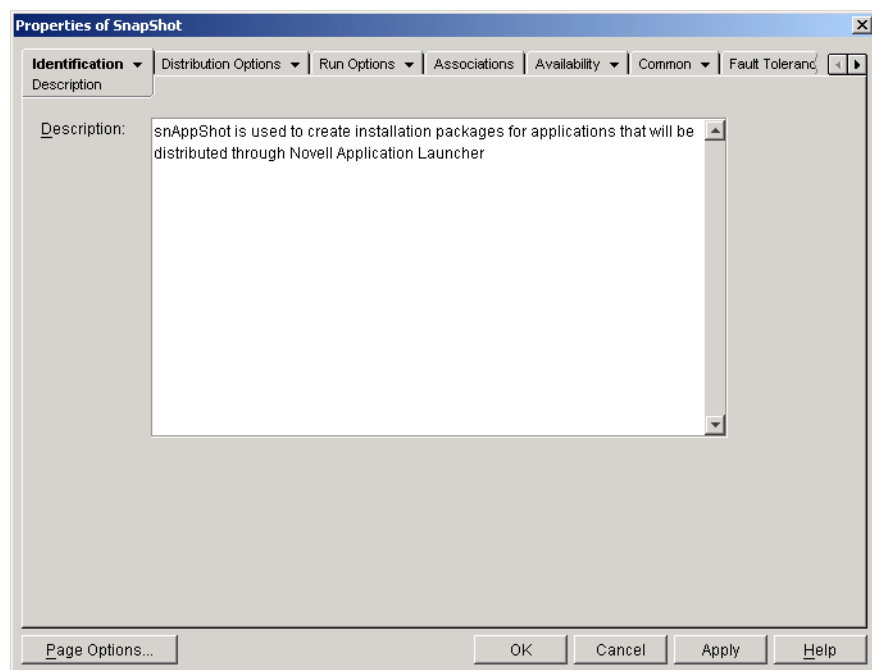 Properties of SnapShot
Identification Distribution Options Run Options Associations Availability Common Fault Toleranc
Description
Description: snAppShot is used to create installation packages for applications that will be
distributed through Novell Application Launcher
Page Options... OK Cancel Apply Help